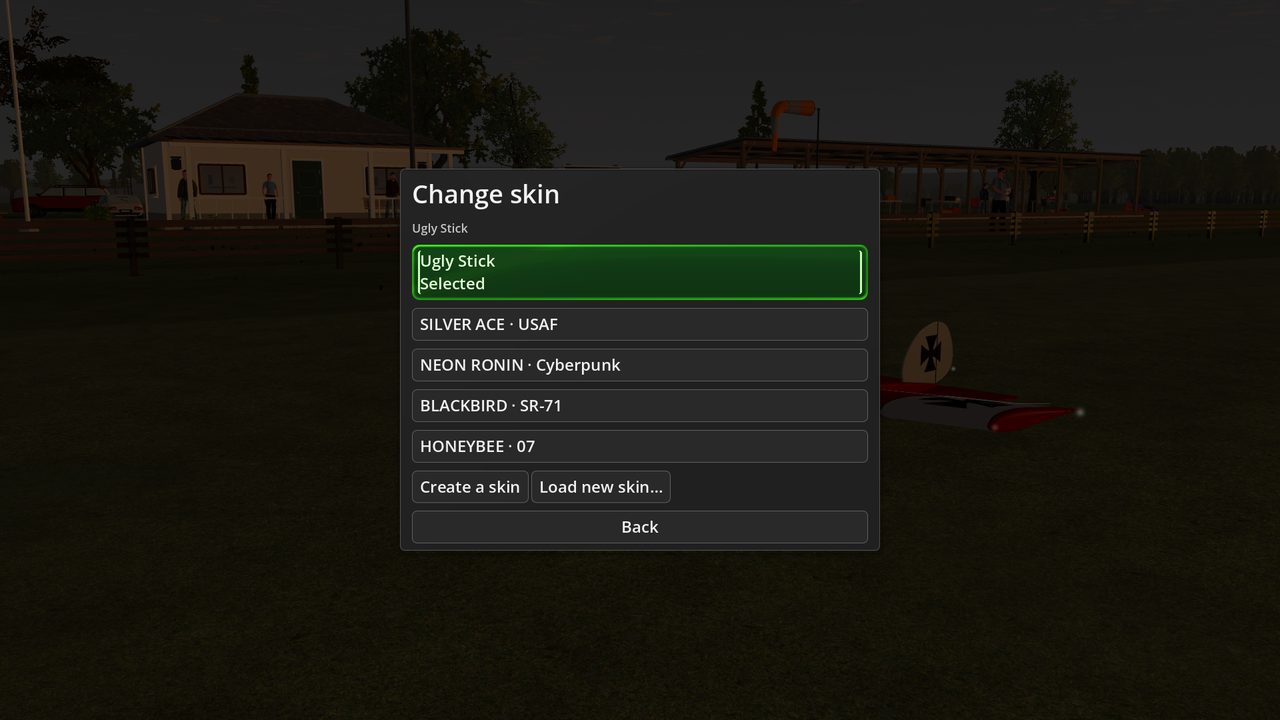 Change skin
Ugly Stick
Ugly Stick
Selected
SILVER ACE · USAF
NEON RONIN · Cyberpunk
BLACKBIRD · SR-71
HONEYBEE · 07
Create a skin
Load new skin...
Back